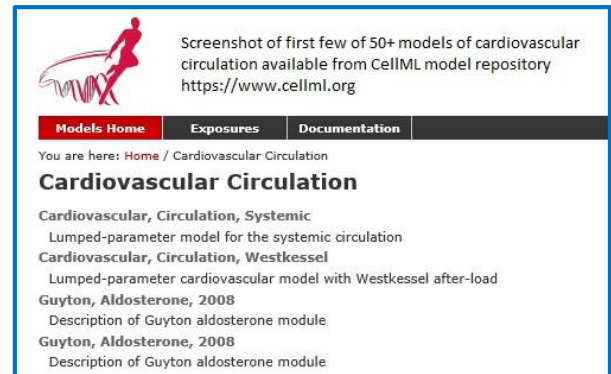 Screenshot of first few of 50+ models of cardiovascular
circulation available from CellML model repository
https://www.cellml.org
Models Home Exposures Documentation
You are here: Home / Cardiovascular Circulation
Cardiovascular Circulation
Cardiovascular, Circulation, Systemic
Lumped-parameter model for the systemic circulation
Cardiovascular, Circulation, Westkessel
Lumped-parameter cardiovascular model with Westkessel after-load
Guyton, Aldosterone, 2008
Description of Guyton aldosterone module
Guyton, Aldosterone, 2008
Description of Guyton aldosterone module